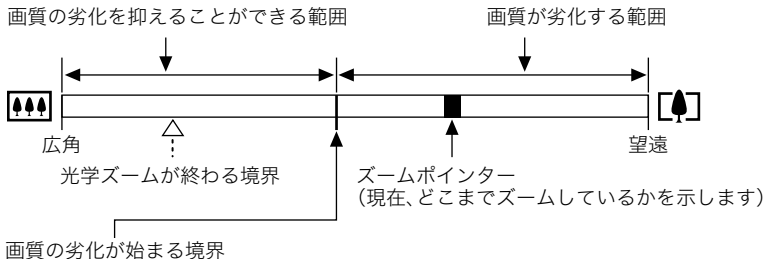 画質の劣化を抑えることができる範囲
画質が劣化する範囲
広角
望遠
光学ズームが終わる境界
ズームポインター
（現在、どこまでズームしているかを示します）
画質の劣化が始まる境界